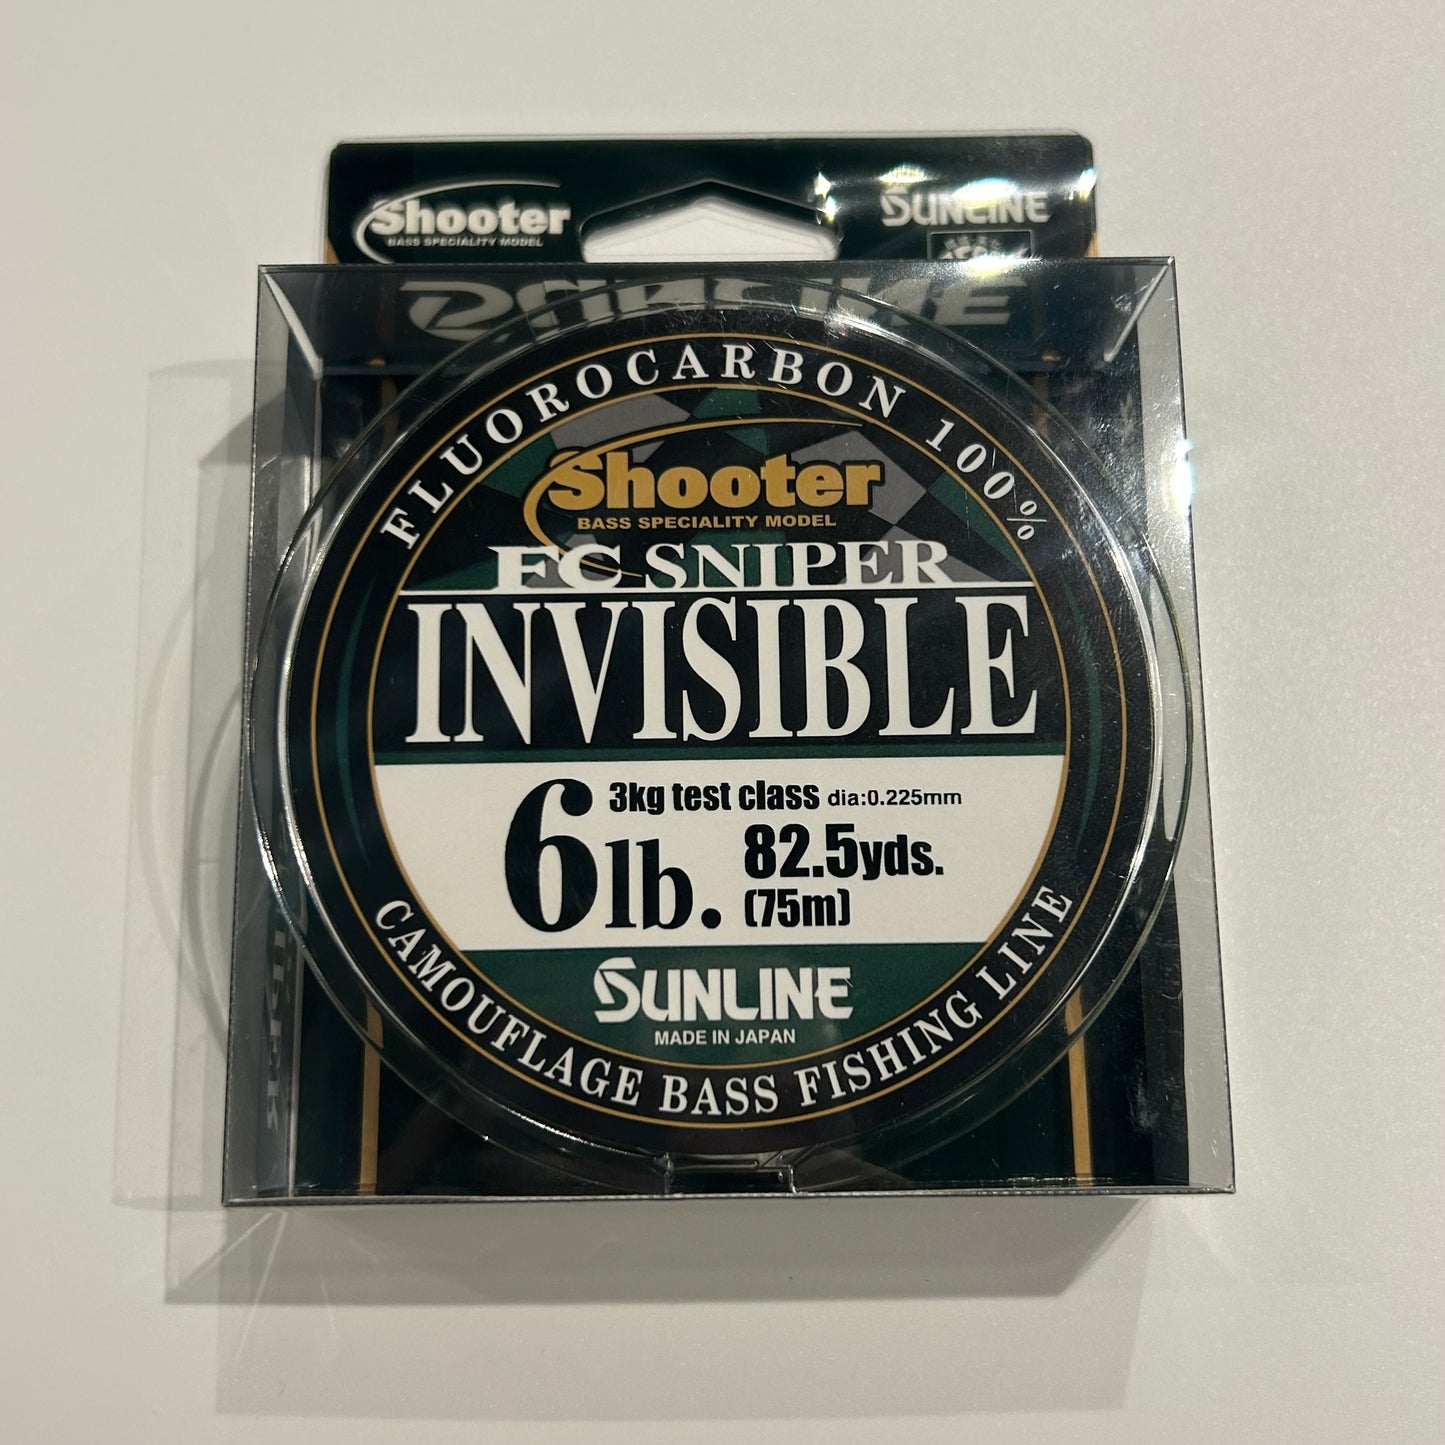 Shooter
BASS SPECIALITY MODEL
SUNLINE
FLUOROCARBON 100%
Shooter
BASS SPECIALITY MODEL
FC SNIPER
INVISIBLE
6lb.
3kg test class dia:0.225mm
82.5yds.
(75m)
SUNLINE
MADE IN JAPAN
CAMOUFLAGE BASS FISHING LINE